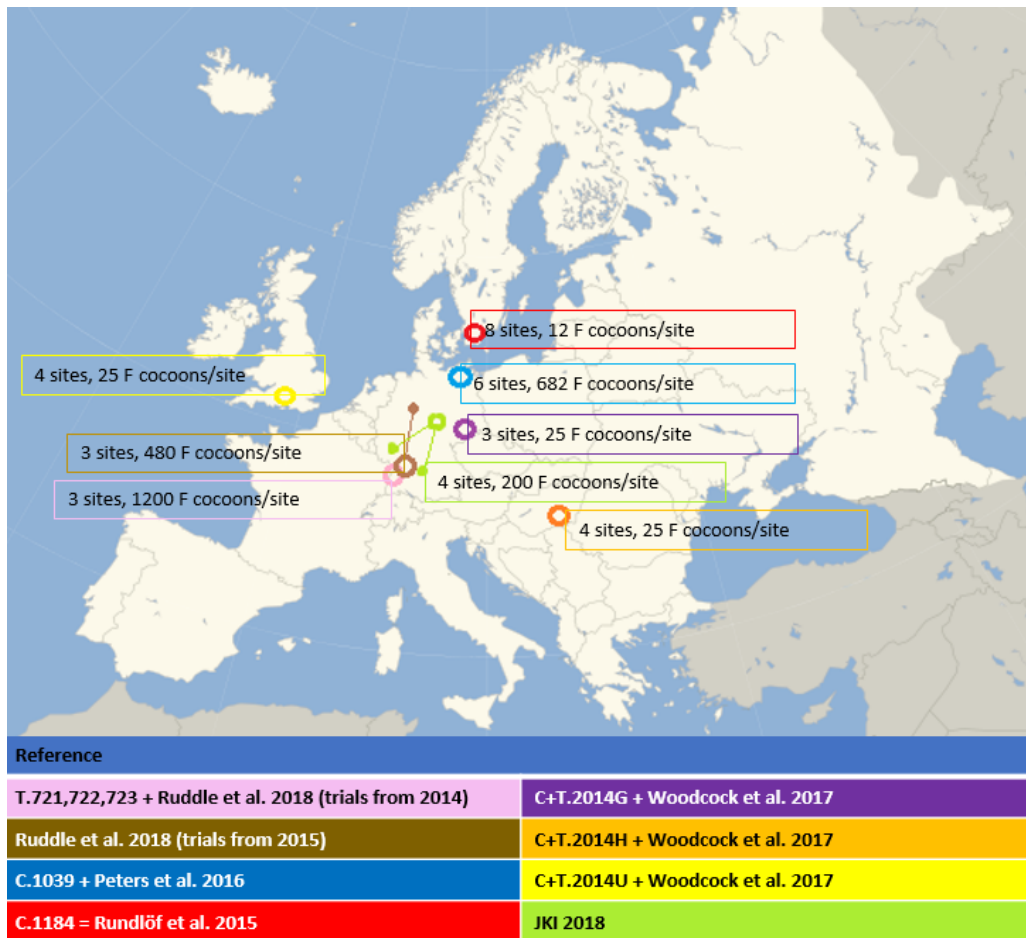 8 sites, 12 F cocoons/site
4 sites, 25 F cocoons/site
6 sites, 682 F cocoons/site
3 sites, 25 F cocoons/site
3 sites, 480 F cocoons/site
4 sites, 200 F cocoons/site
3 sites, 1200 F cocoons/site
4 sites, 25 F cocoons/site
Reference
T.721,722,723 + Ruddle et al. 2018 (trials from 2014)
C+T.2014G + Woodcock et al. 2017
Ruddle et al. 2018 (trials from 2015)
C+T.2014H + Woodcock et al. 2017
C.1039 + Peters et al. 2016
C+T.2014U + Woodcock et al. 2017
C.1184 = Rundlöf et al. 2015
JKI 2018